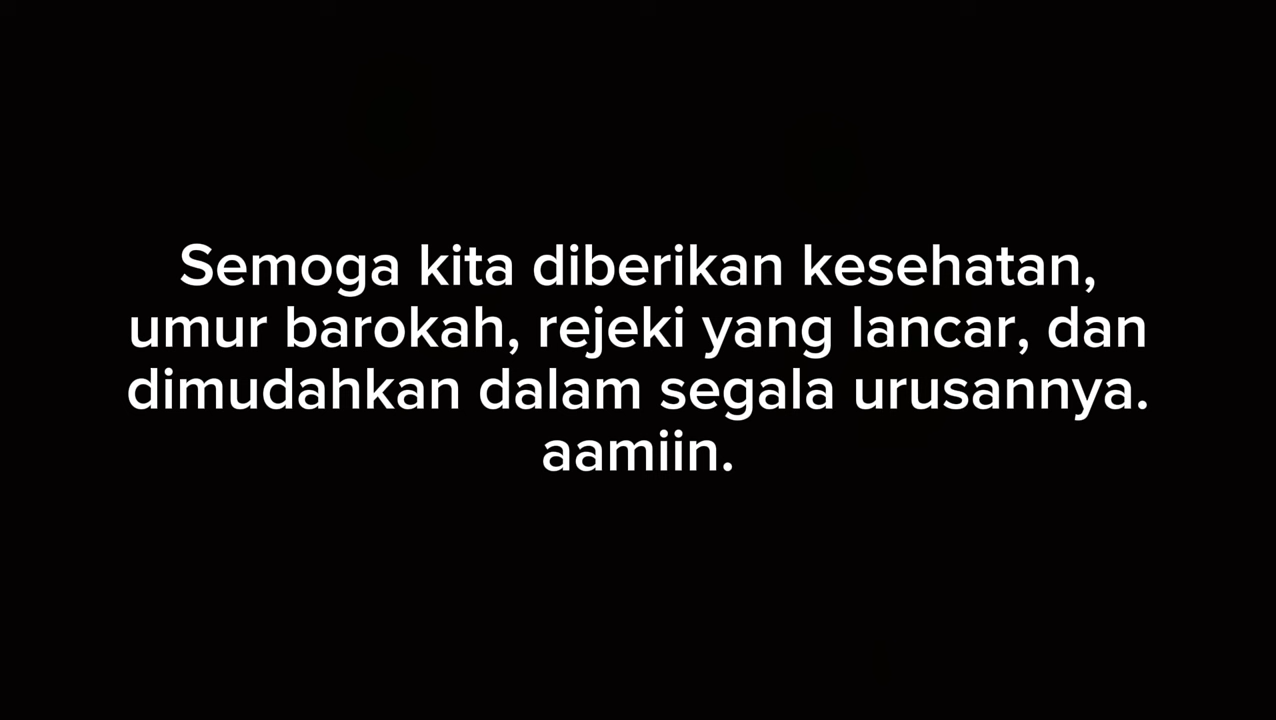 Semoga kita diberikan kesehatan,
umur barokah, rejeki yang lancar, dan
dimudahkan dalam segala urusannya.
aamiin.